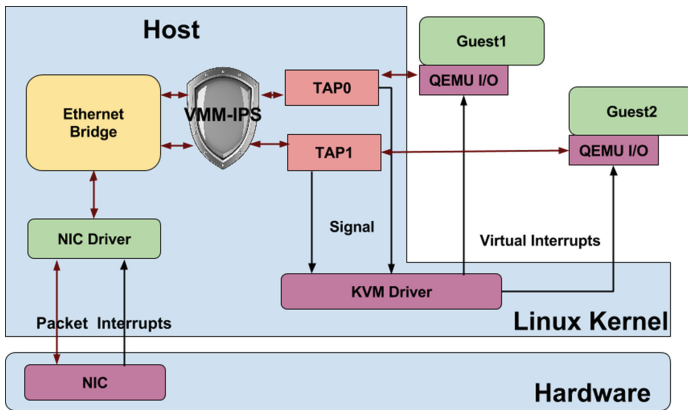 Host
Guest1
QEMU I/O
Ethernet
Bridge
VMM-IPS
TAP0
Guest2
QEMU I/O
TAP1
NIC Driver
Signal
Virtual Interrupts
KVM Driver
Packet Interrupts
Linux Kernel
NIC
Hardware